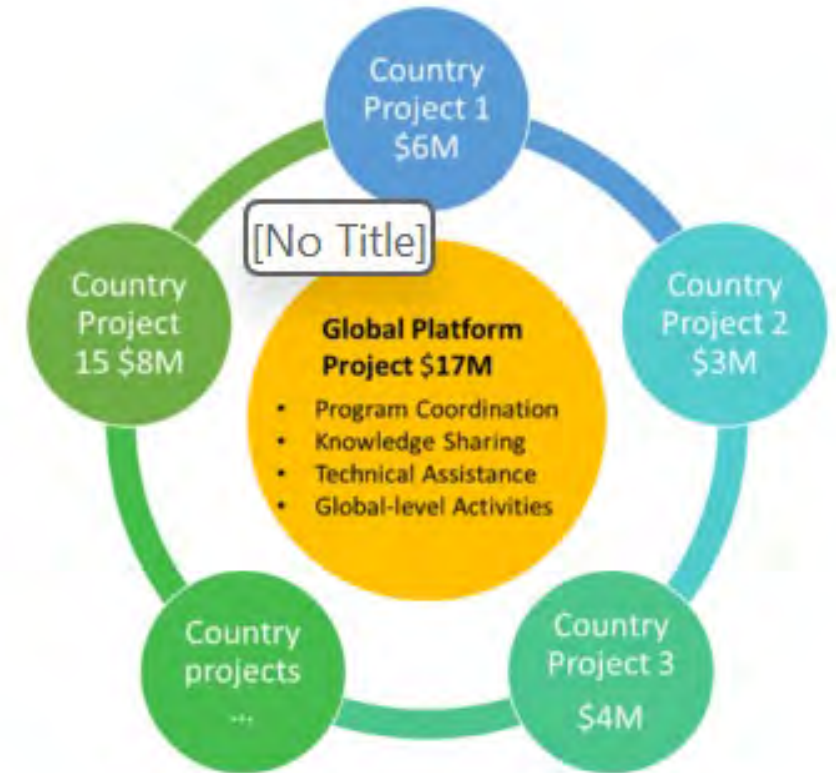 Country
Project 1
$6M
[No Title]
Country
Project
15 $8M
Country
Project 2
$3M
Global Platform
Project $17M
• Program Coordination
• Knowledge Sharing
• Technical Assistance
• Global-level Activities
Country
projects
...
Country
Project 3
$4M